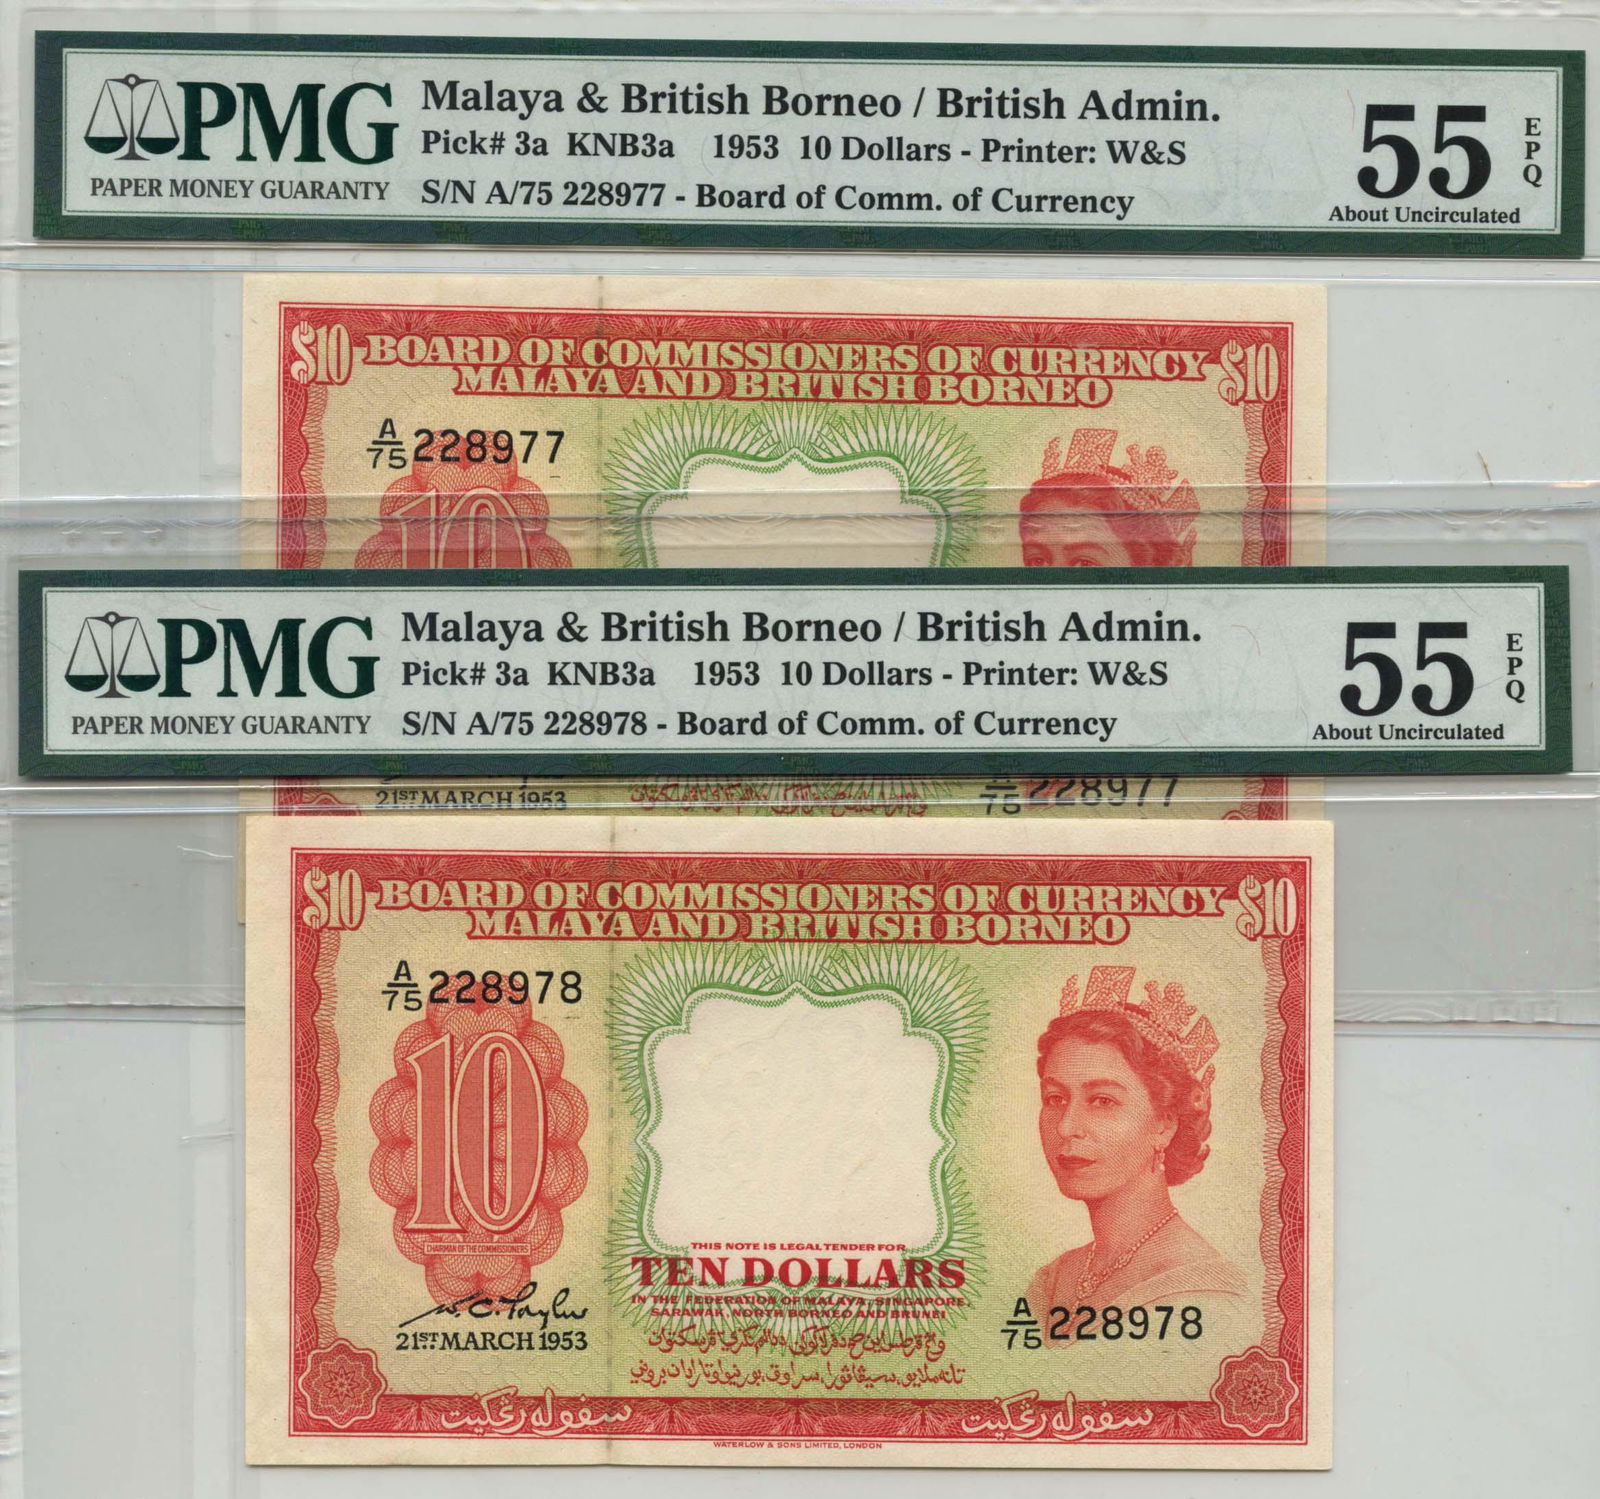 PMG
PAPER MONEY GUARANTY
Malaya & British Borneo / British Admin.
Pick# 3a KNB3a 1953 10 Dollars - Printer: W&S
S/N A/75 228977 - Board of Comm. of Currency
55
EPQ
About Uncirculated
$10 BOARD OF COMMISSIONERS OF CURRENCY $10
MALAYA AND BRITISH BORNEO
A/75 228977
10
PMG
PAPER MONEY GUARANTY
Malaya & British Borneo / British Admin.
Pick# 3a KNB3a 1953 10 Dollars - Printer: W&S
S/N A/75 228978 - Board of Comm. of Currency
55
EPQ
About Uncirculated
21ST MARCH 1953
A/75 228977
$10 BOARD OF COMMISSIONERS OF CURRENCY $10
MALAYA AND BRITISH BORNEO
A/75 228978
10
CHAIRMAN OF THE COMMISSIONERS
W. C. Taylor
21ST MARCH 1953
THIS NOTE IS LEGAL TENDER FOR
TEN DOLLARS
IN THE FEDERATION OF MALAYA, SINGAPORE,
SARAWAK, NORTH BORNEO AND BRUNEI
A/75 228978
سڤوله رڠݢيت
سڤوله رڠݢيت
WATERLOW & SONS LIMITED, LONDON